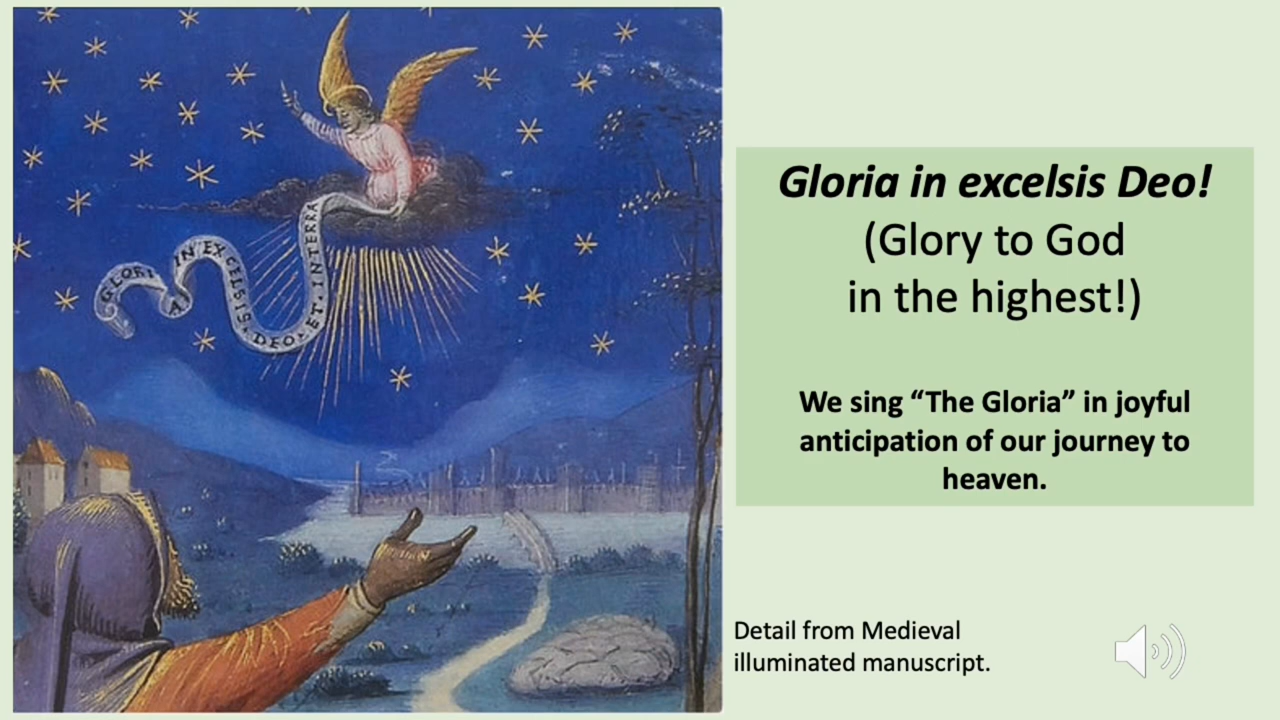 GLORIA IN EXCELSIS · DEO · ET · IN TERRA
Gloria in excelsis Deo!
(Glory to God
in the highest!)
We sing “The Gloria” in joyful
anticipation of our journey to
heaven.
Detail from Medieval
illuminated manuscript.